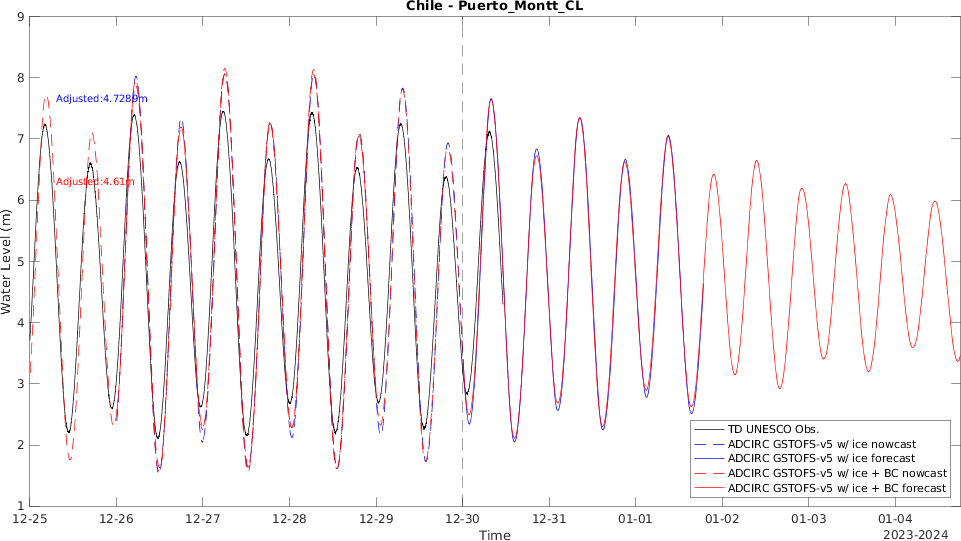 Chile - Puerto_Montt_CL
9
8
7
6
5
4
3
2
1
Water Level (m)
Adjusted:4.7289m
Adjusted:4.61m
TD UNESCO Obs.
ADCIRC GSTOFS-v5 w/ ice nowcast
ADCIRC GSTOFS-v5 w/ ice forecast
ADCIRC GSTOFS-v5 w/ ice + BC nowcast
ADCIRC GSTOFS-v5 w/ ice + BC forecast
12-25 12-26 12-27 12-28 12-29 12-30 12-31 01-01 01-02 01-03 01-04
Time
2023-2024